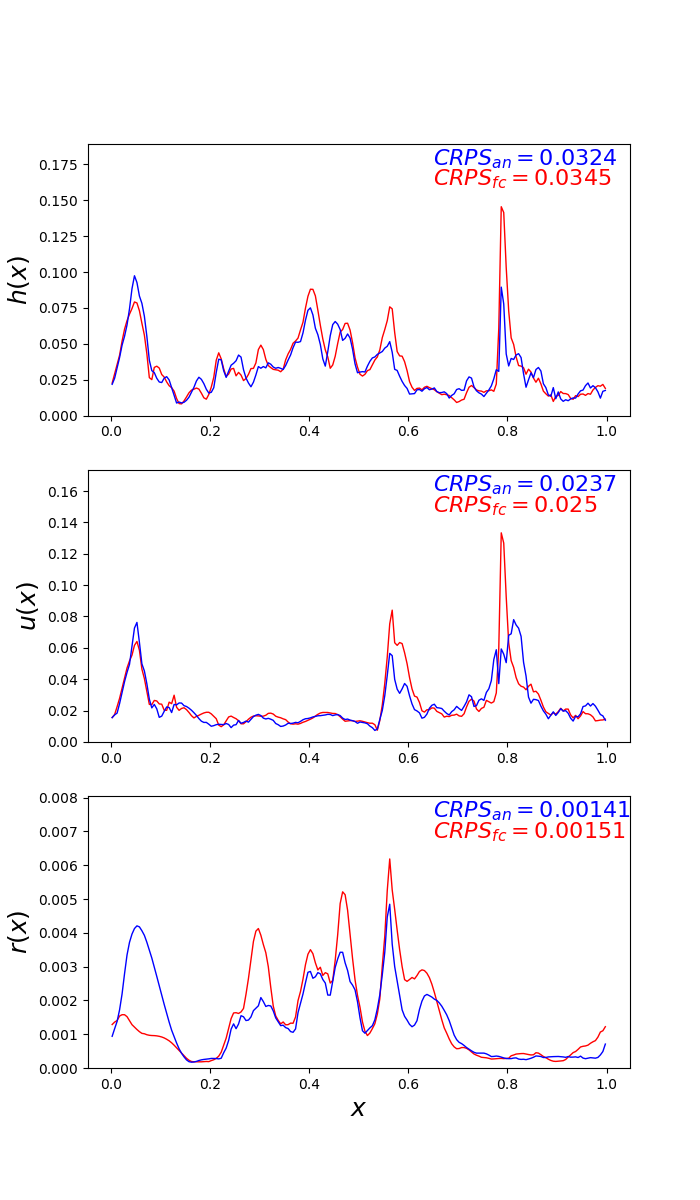 CRPS_an = 0.0324
CRPS_fc = 0.0345
h(x)
0.175
0.150
0.125
0.100
0.075
0.050
0.025
0.000
0.0 0.2 0.4 0.6 0.8 1.0
CRPS_an = 0.0237
CRPS_fc = 0.025
u(x)
0.16
0.14
0.12
0.10
0.08
0.06
0.04
0.02
0.00
0.0 0.2 0.4 0.6 0.8 1.0
CRPS_an = 0.00141
CRPS_fc = 0.00151
r(x)
0.008
0.007
0.006
0.005
0.004
0.003
0.002
0.001
0.000
0.0 0.2 0.4 0.6 0.8 1.0
x